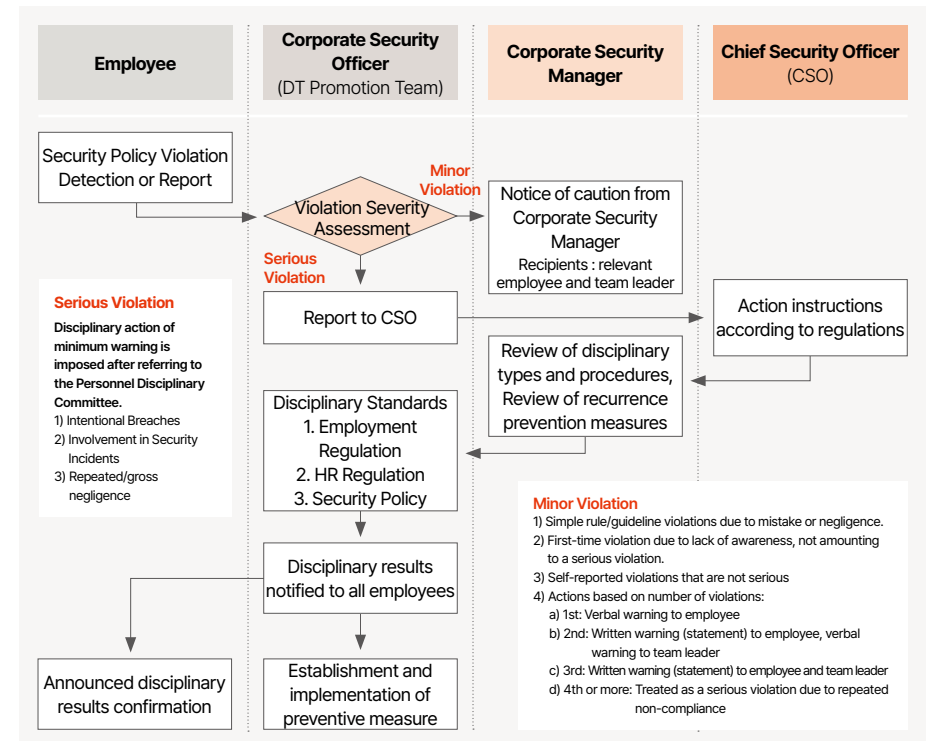 Employee
Corporate Security
Officer
(DT Promotion Team)
Corporate Security
Manager
Chief Security Officer
(CSO)
Security Policy Violation
Detection or Report
Violation Severity
Assessment
Minor
Violation
Notice of caution from
Corporate Security
Manager
Recipients : relevant
employee and team leader
Serious
Violation
Report to CSO
Action instructions
according to regulations
Review of disciplinary
types and procedures,
Review of recurrence
prevention measures
Serious Violation
Disciplinary action of
minimum warning is
imposed after referring to
the Personnel Disciplinary
Committee.
1) Intentional Breaches
2) Involvement in Security
Incidents
3) Repeated/gross
negligence
Disciplinary Standards
1. Employment
Regulation
2. HR Regulation
3. Security Policy
Minor Violation
1) Simple rule/guideline violations due to mistake or negligence.
2) First-time violation due to lack of awareness, not amounting
to a serious violation.
3) Self-reported violations that are not serious
4) Actions based on number of violations:
a) 1st: Verbal warning to employee
b) 2nd: Written warning (statement) to employee, verbal
warning to team leader
c) 3rd: Written warning (statement) to employee and team leader
d) 4th or more: Treated as a serious violation due to repeated
non-compliance
Disciplinary results
notified to all employees
Announced disciplinary
results confirmation
Establishment and
implementation of
preventive measure